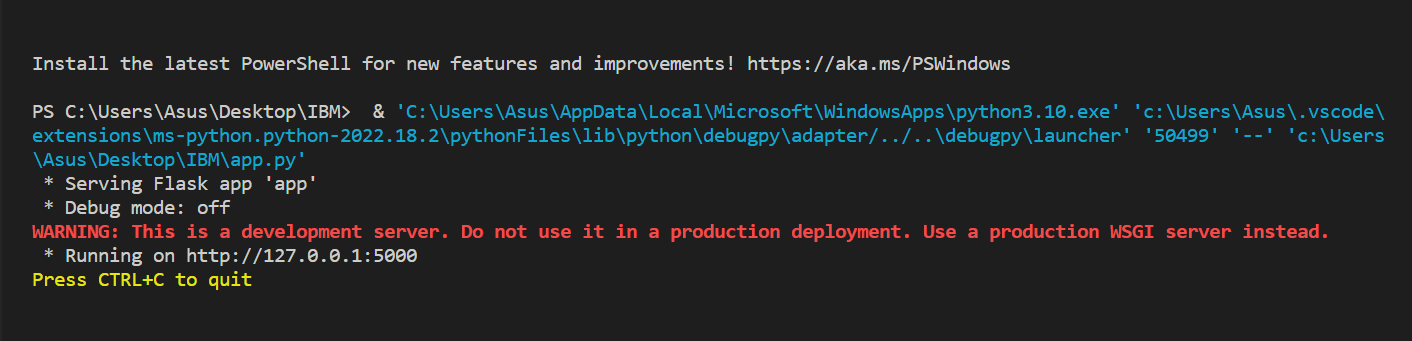 Install the latest PowerShell for new features and improvements! https://aka.ms/PSWindows
PS C:\Users\Asus\Desktop\IBM>  & 'C:\Users\Asus\AppData\Local\Microsoft\WindowsApps\python3.10.exe' 'c:\Users\Asus\.vscode\
extensions\ms-python.python-2022.18.2\pythonFiles\lib\python\debugpy\adapter/../..\debugpy\launcher' '50499' '--' 'c:\Users
\Asus\Desktop\IBM\app.py'
 * Serving Flask app 'app'
 * Debug mode: off
WARNING: This is a development server. Do not use it in a production deployment. Use a production WSGI server instead.
 * Running on http://127.0.0.1:5000
Press CTRL+C to quit